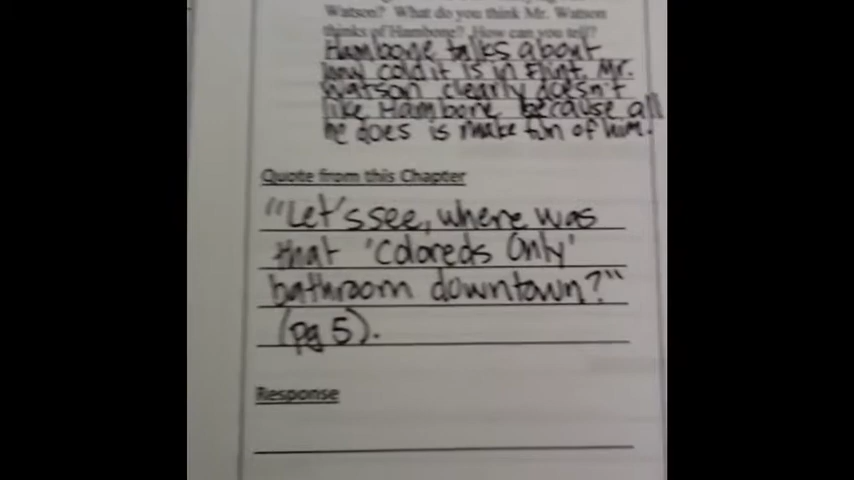 Watson? What do you think Mr. Watson
thinks of Hambone? How can you tell?
Hambone talks about
how cold it is in Flint. Mr.
Watson clearly doesn't
like Hambone because all
he does is make fun of him.
Quote from this Chapter
"Let's see, where was
that 'Coloreds Only'
bathroom downtown?"
(pg 5).
Response